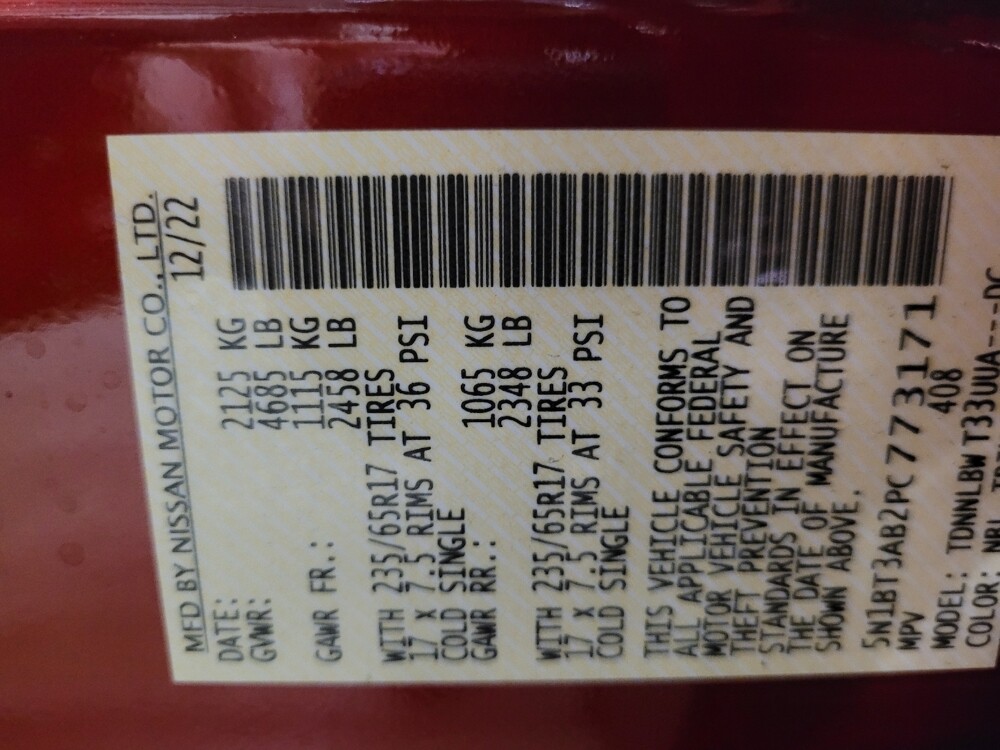 MFD BY NISSAN MOTOR CO., LTD.
DATE: 12/22
GVWR: 2125 KG
4685 LB
GAWR FR.: 1115 KG
2458 LB
WITH 235/65R17 TIRES
17 X 7.5 RIMS AT 36 PSI
COLD SINGLE
GAWR RR.: 1065 KG
2348 LB
WITH 235/65R17 TIRES
17 X 7.5 RIMS AT 33 PSI
COLD SINGLE
THIS VEHICLE CONFORMS TO
ALL APPLICABLE FEDERAL
MOTOR VEHICLE SAFETY AND
THEFT PREVENTION
STANDARDS IN EFFECT ON
THE DATE OF MANUFACTURE
SHOWN ABOVE.
5N1BT3AB2PC773171
MPV 408
MODEL: TDNNLBW T33UUA---DC
COLOR: NBL